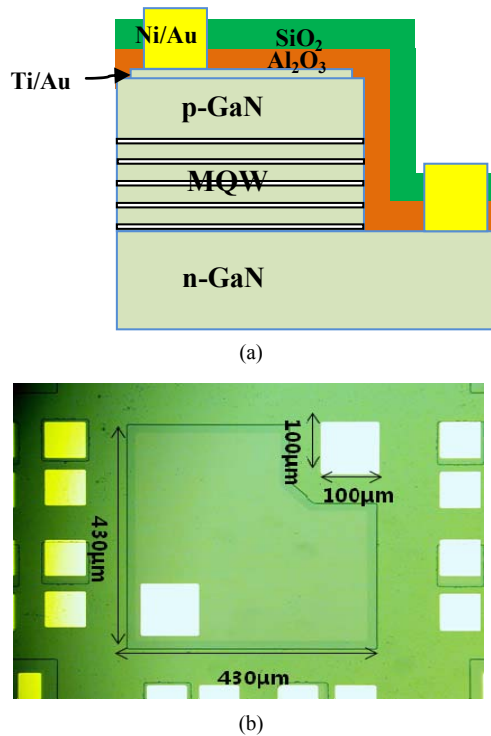 Ni/Au
SiO₂
Al₂O₃
Ti/Au
p-GaN
MQW
n-GaN
(a)
100μm
100μm
430μm
430μm
(b)